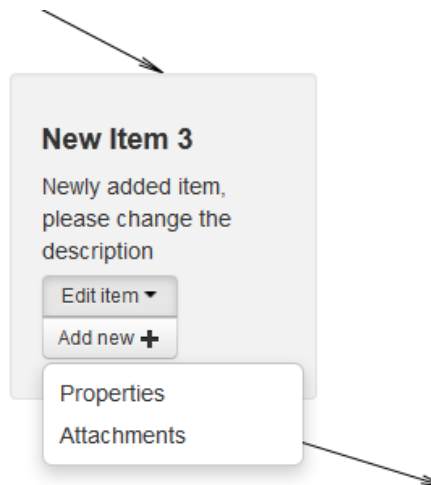 New Item 3
Newly added item,
please change the
description
Edit item
Add new
Properties
Attachments